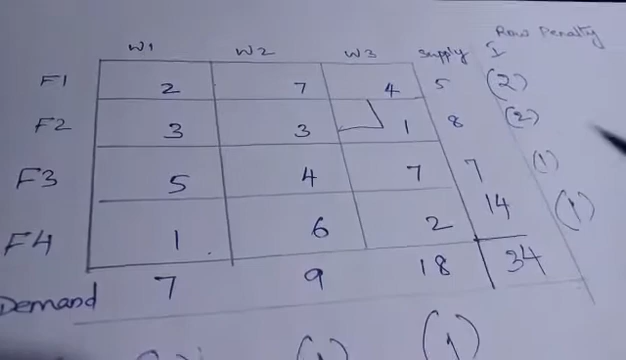 Row Penalty
W1 W2 W3 Supply I
F1 2 7 4 5 (2)
F2 3 3 1 8 (2)
F3 5 4 7 7 (1)
F4 1 6 2 14 (1)
Demand 7 9 18 34
(1) (1)